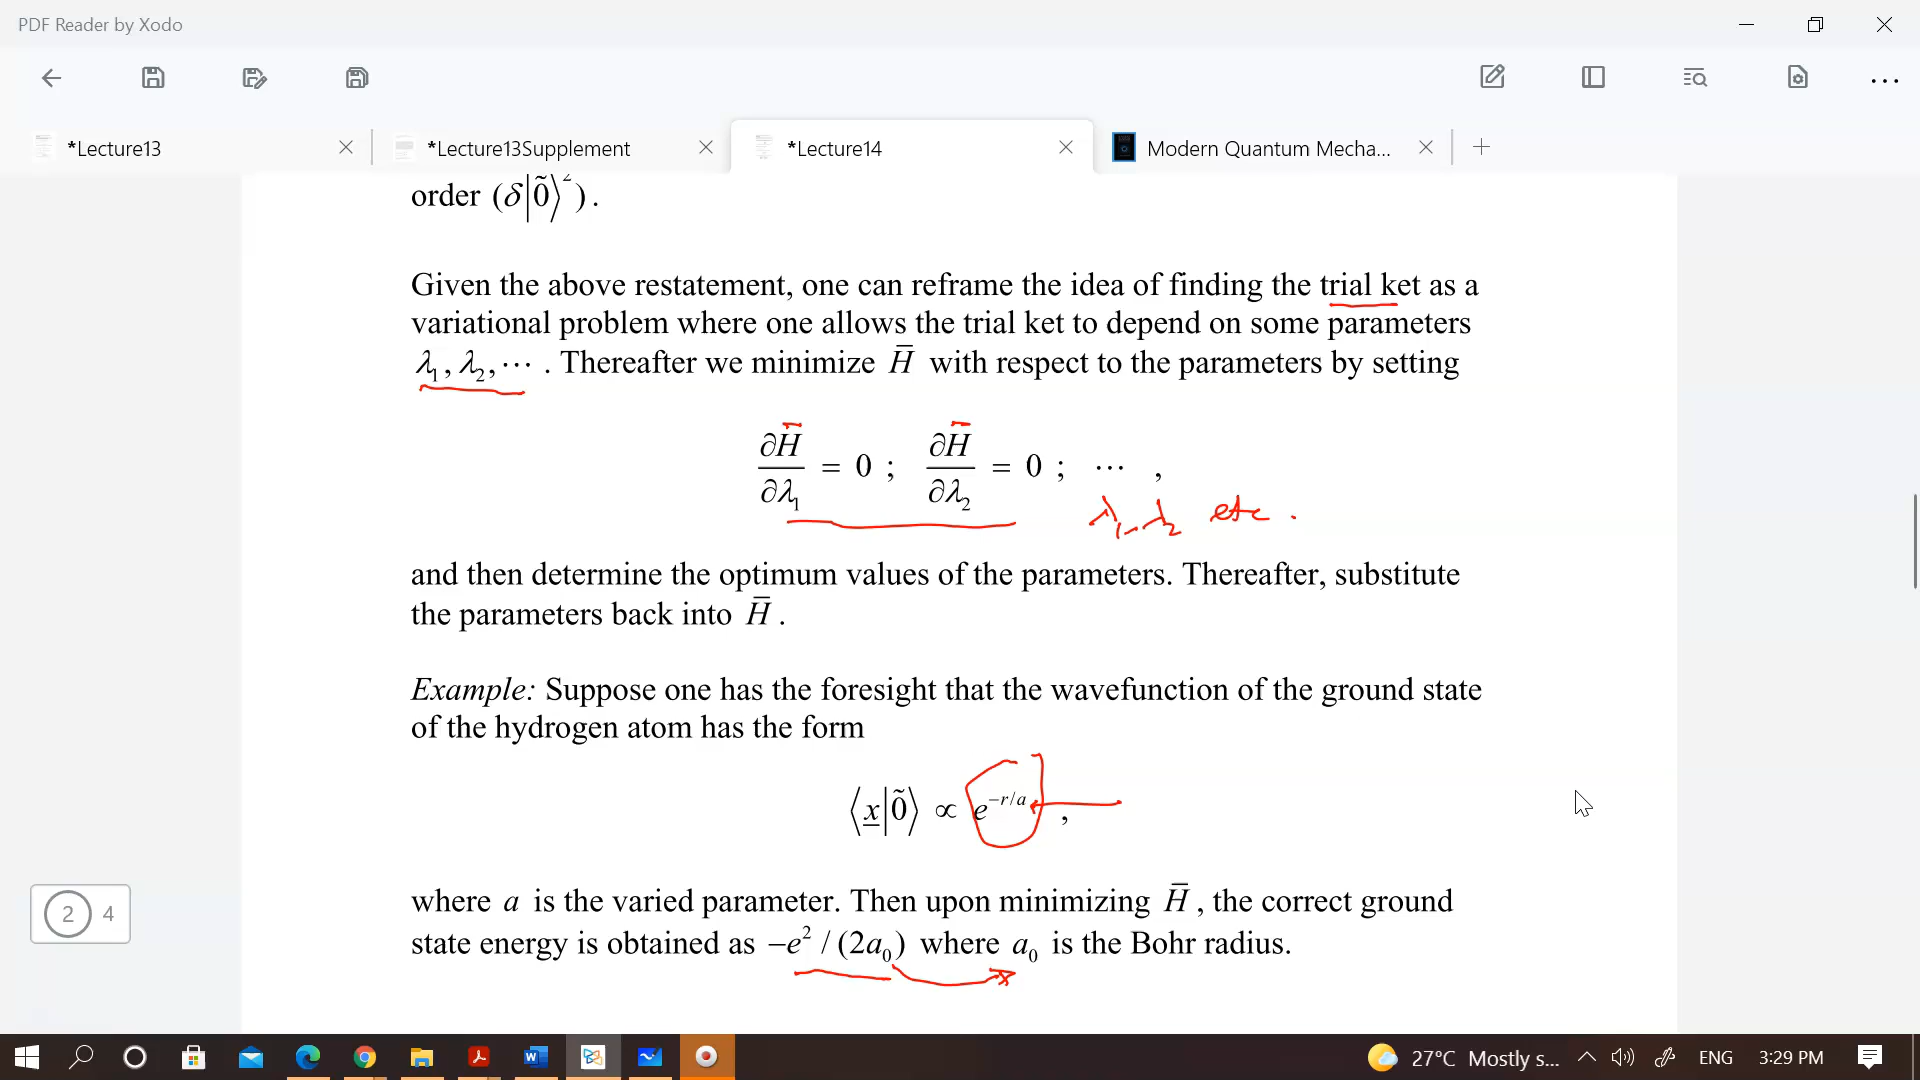 PDF Reader by Xodo
*Lecture13
*Lecture13Supplement
*Lecture14
Modern Quantum Mecha...
order (δ|0̃⟩²).
Given the above restatement, one can reframe the idea of finding the trial ket as a
variational problem where one allows the trial ket to depend on some parameters
λ₁, λ₂, ⋯ . Thereafter we minimize H̄ with respect to the parameters by setting
∂H̄/∂λ₁ = 0 ; ∂H̄/∂λ₂ = 0 ; ⋯ ,
λ₁, λ₂ etc .
and then determine the optimum values of the parameters. Thereafter, substitute
the parameters back into H̄ .
Example: Suppose one has the foresight that the wavefunction of the ground state
of the hydrogen atom has the form
⟨x|0̃⟩ ∝ e^{−r/a} ,
where a is the varied parameter. Then upon minimizing H̄ , the correct ground
state energy is obtained as −e² / (2a₀) where a₀ is the Bohr radius.
2 4
27°C Mostly s... ENG 3:29 PM